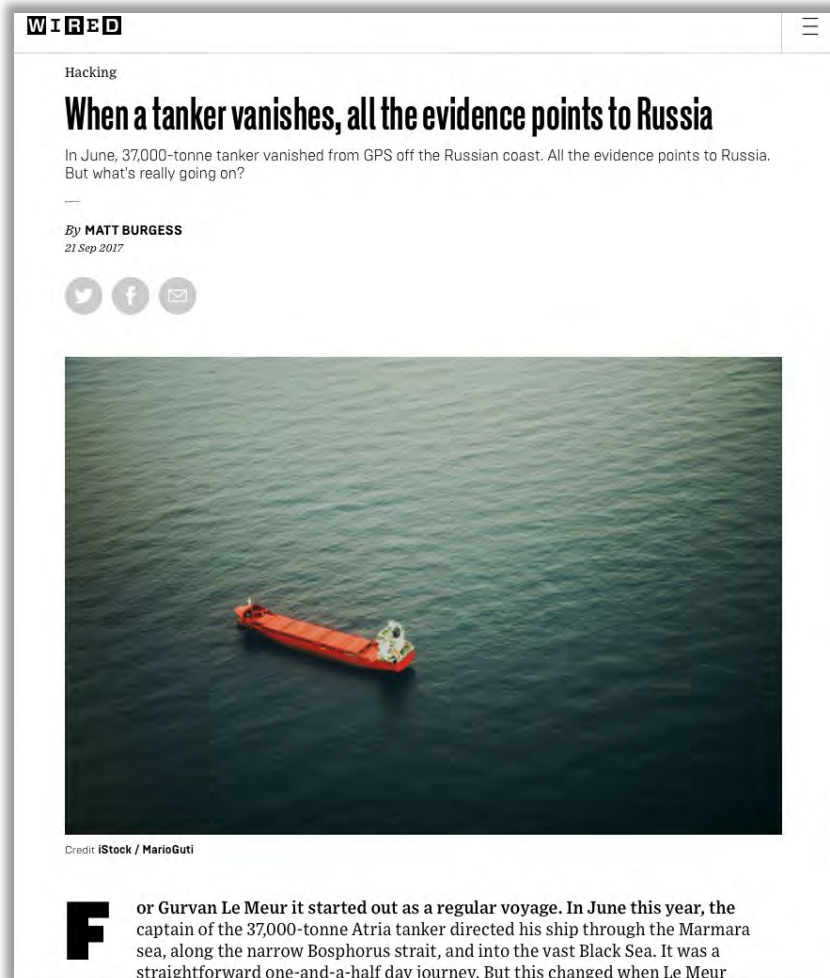 WIRED
Hacking
When a tanker vanishes, all the evidence points to Russia
In June, 37,000-tonne tanker vanished from GPS off the Russian coast. All the evidence points to Russia.
But what's really going on?
By MATT BURGESS
21 Sep 2017
Credit iStock / MarioGuti
For Gurvan Le Meur it started out as a regular voyage. In June this year, the
captain of the 37,000-tonne Atria tanker directed his ship through the Marmara
sea, along the narrow Bosphorus strait, and into the vast Black Sea. It was a
straightforward one-and-a-half day journey. But this changed when Le Meur